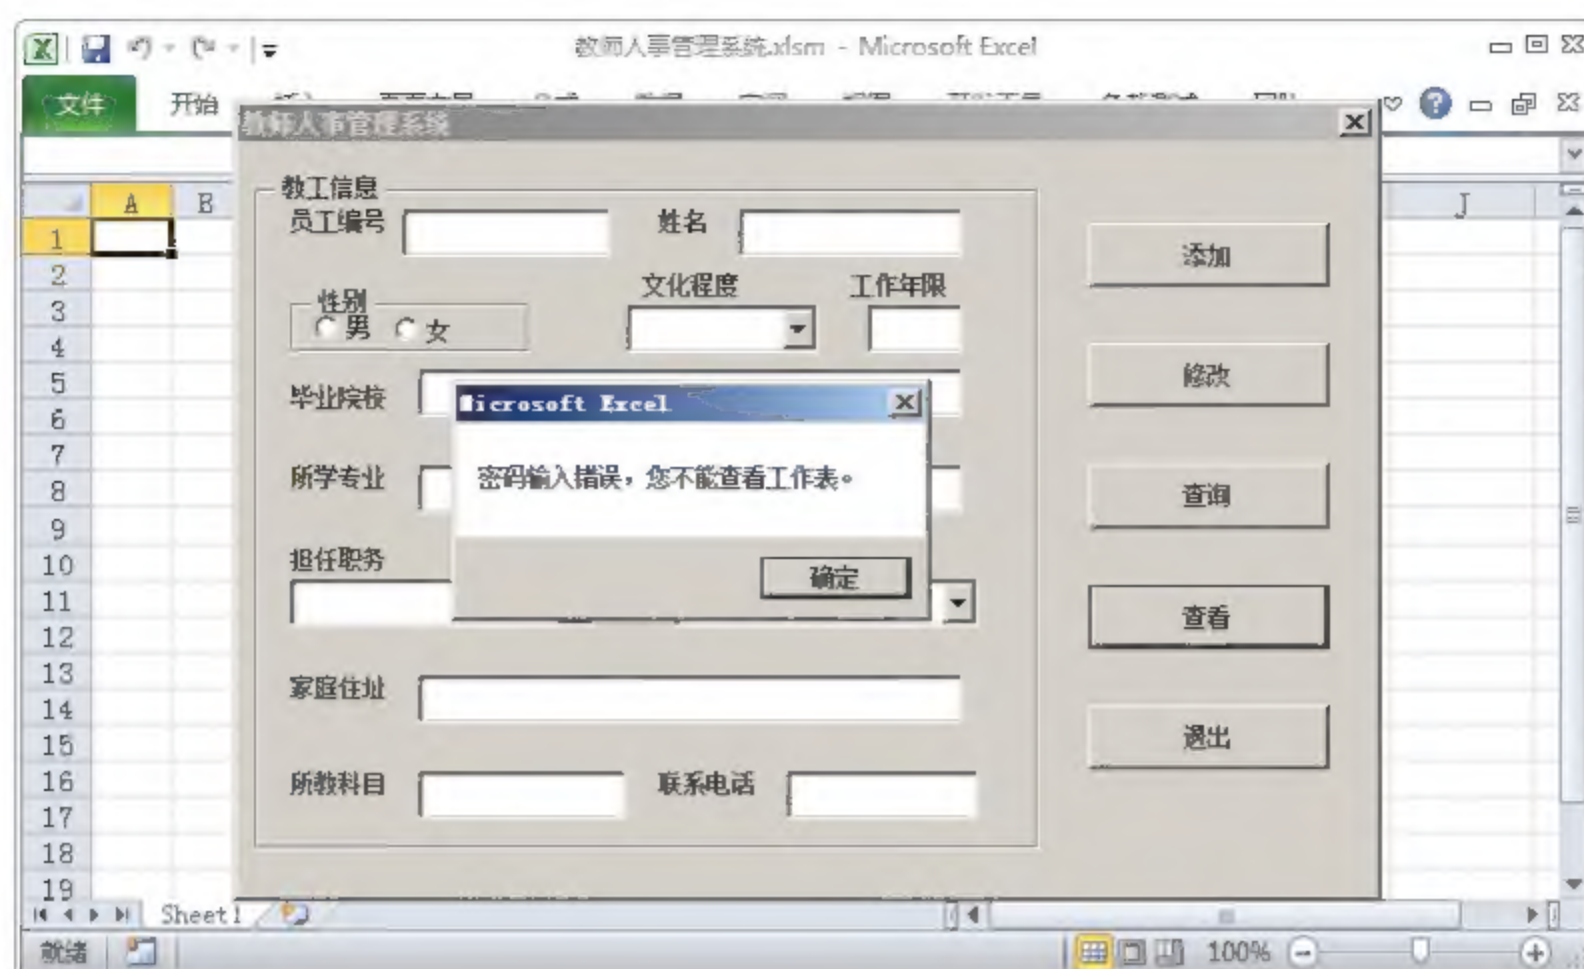 教师人事管理系统.xlsm - Microsoft Excel
文件 开始
教师人事管理系统
A B J
教工信息
员工编号 姓名 添加
1
2
文化程度 工作年限
性别
3
男 女
4
5
毕业院校 修改
6
Microsoft Excel
7
所学专业 密码输入错误，您不能查看工作表。
8
查询
9
10
担任职务 确定
11
查看
12
13
家庭住址
14
15
退出
16
所教科目 联系电话
17
18
19
Sheet1
就绪 100%